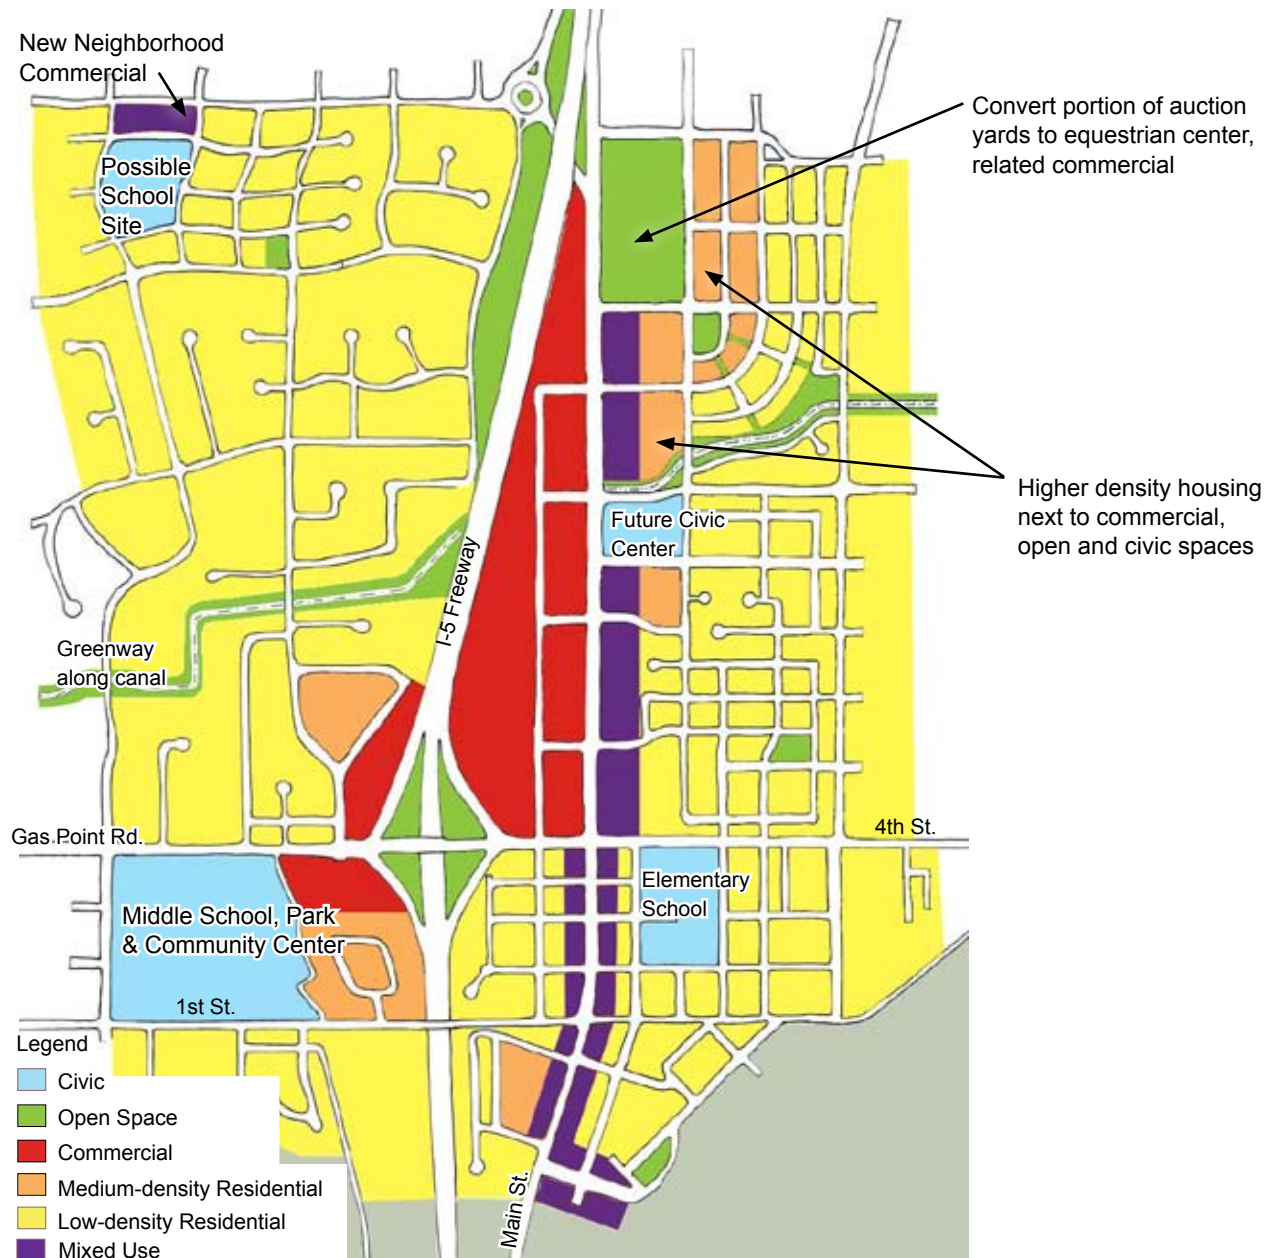 New Neighborhood
Commercial
Convert portion of auction
yards to equestrian center,
related commercial
Possible
School
Site
Higher density housing
next to commercial,
open and civic spaces
Future Civic
Center
I-5 Freeway
Greenway
along canal
Gas Point Rd.
4th St.
Elementary
School
Middle School, Park
& Community Center
1st St.
Legend
Civic
Open Space
Commercial
Medium-density Residential
Low-density Residential
Mixed Use
Main St.